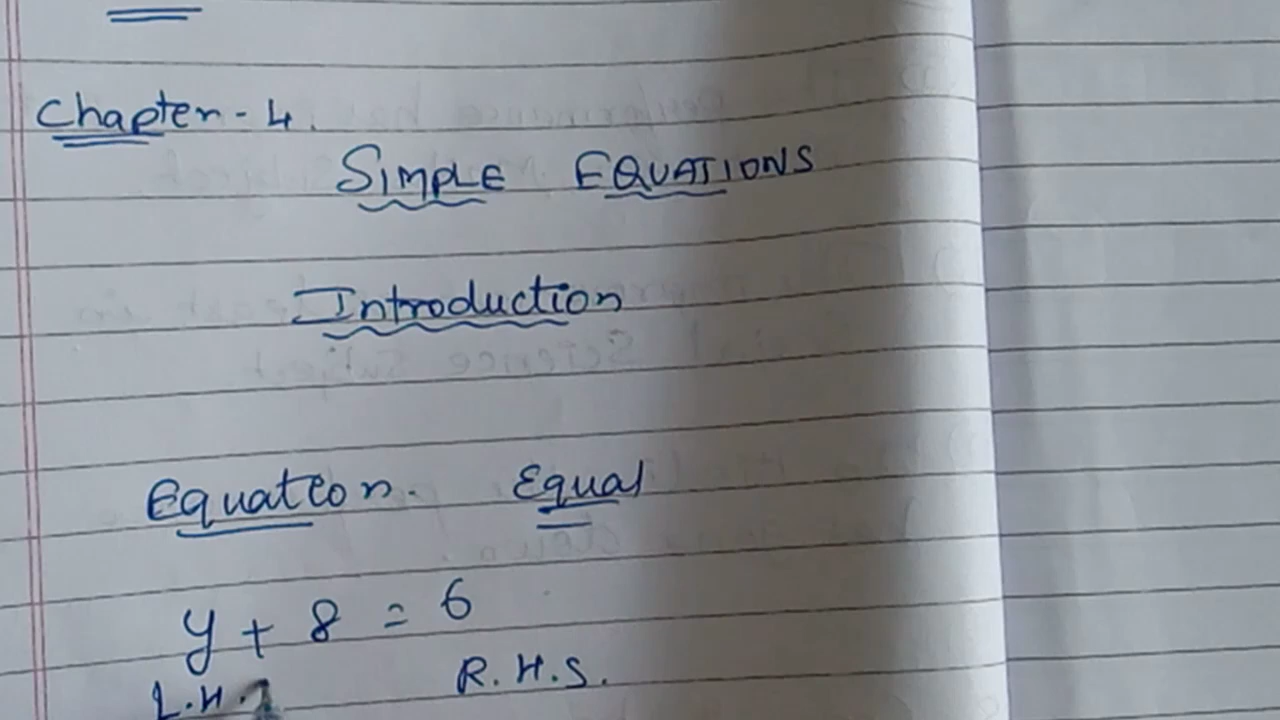 Chapter - 4.
SIMPLE EQUATIONS
Introduction
Equation. Equal
y + 8 = 6
L.H. R.H.S.